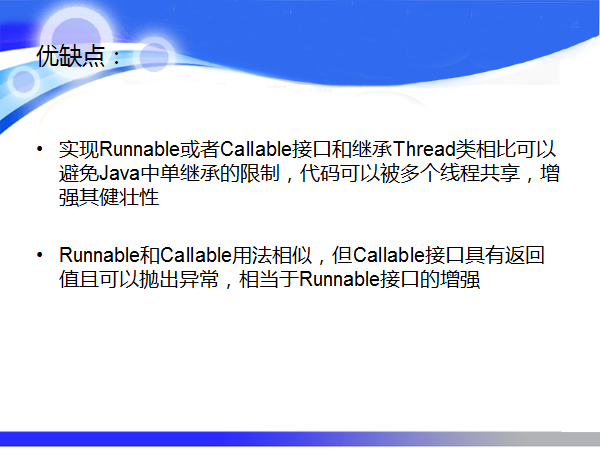 优缺点：
• 实现Runnable或者Callable接口和继承Thread类相比可以
避免Java中单继承的限制，代码可以被多个线程共享，增
强其健壮性
• Runnable和Callable用法相似，但Callable接口具有返回
值且可以抛出异常，相当于Runnable接口的增强